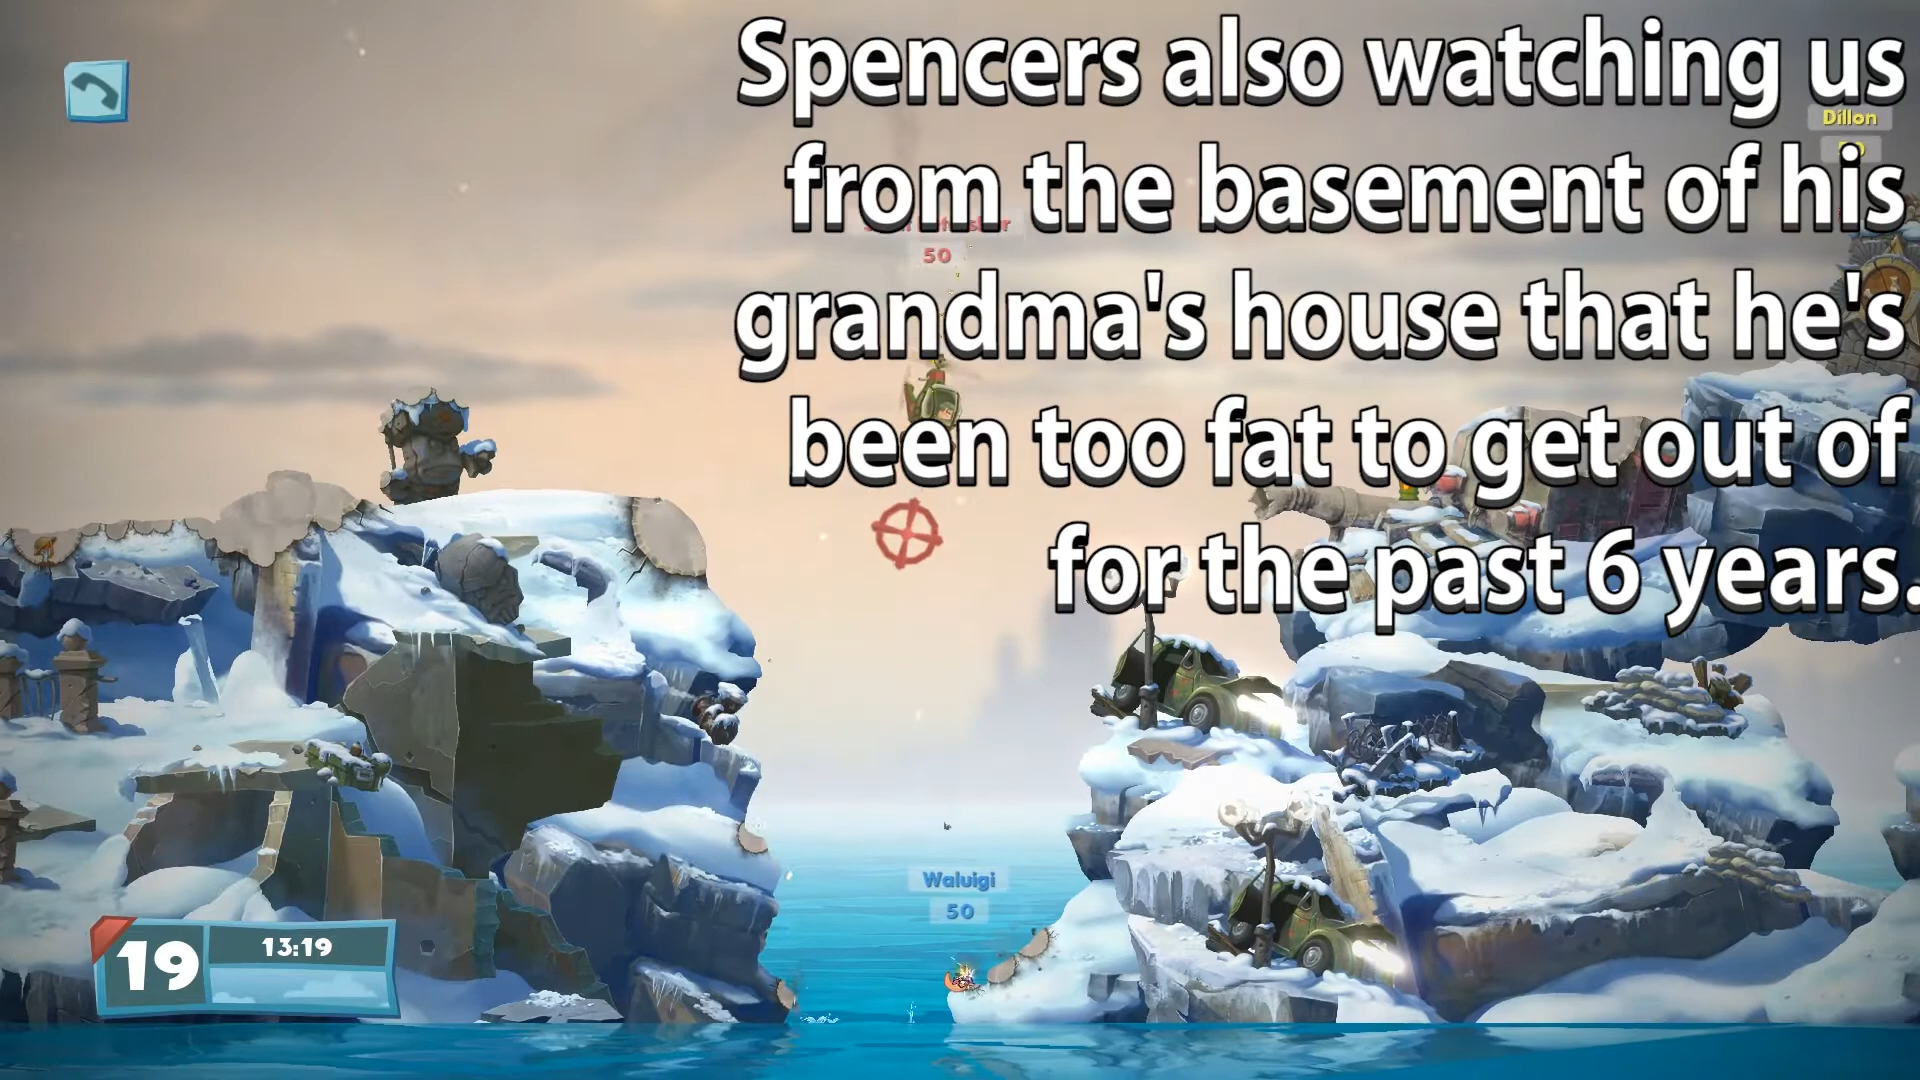 Spencers also watching us
Dillon
from the basement of his
50
grandma's house that he's
been too fat to get out of
for the past 6 years.
Waluigi
50
19
13:19